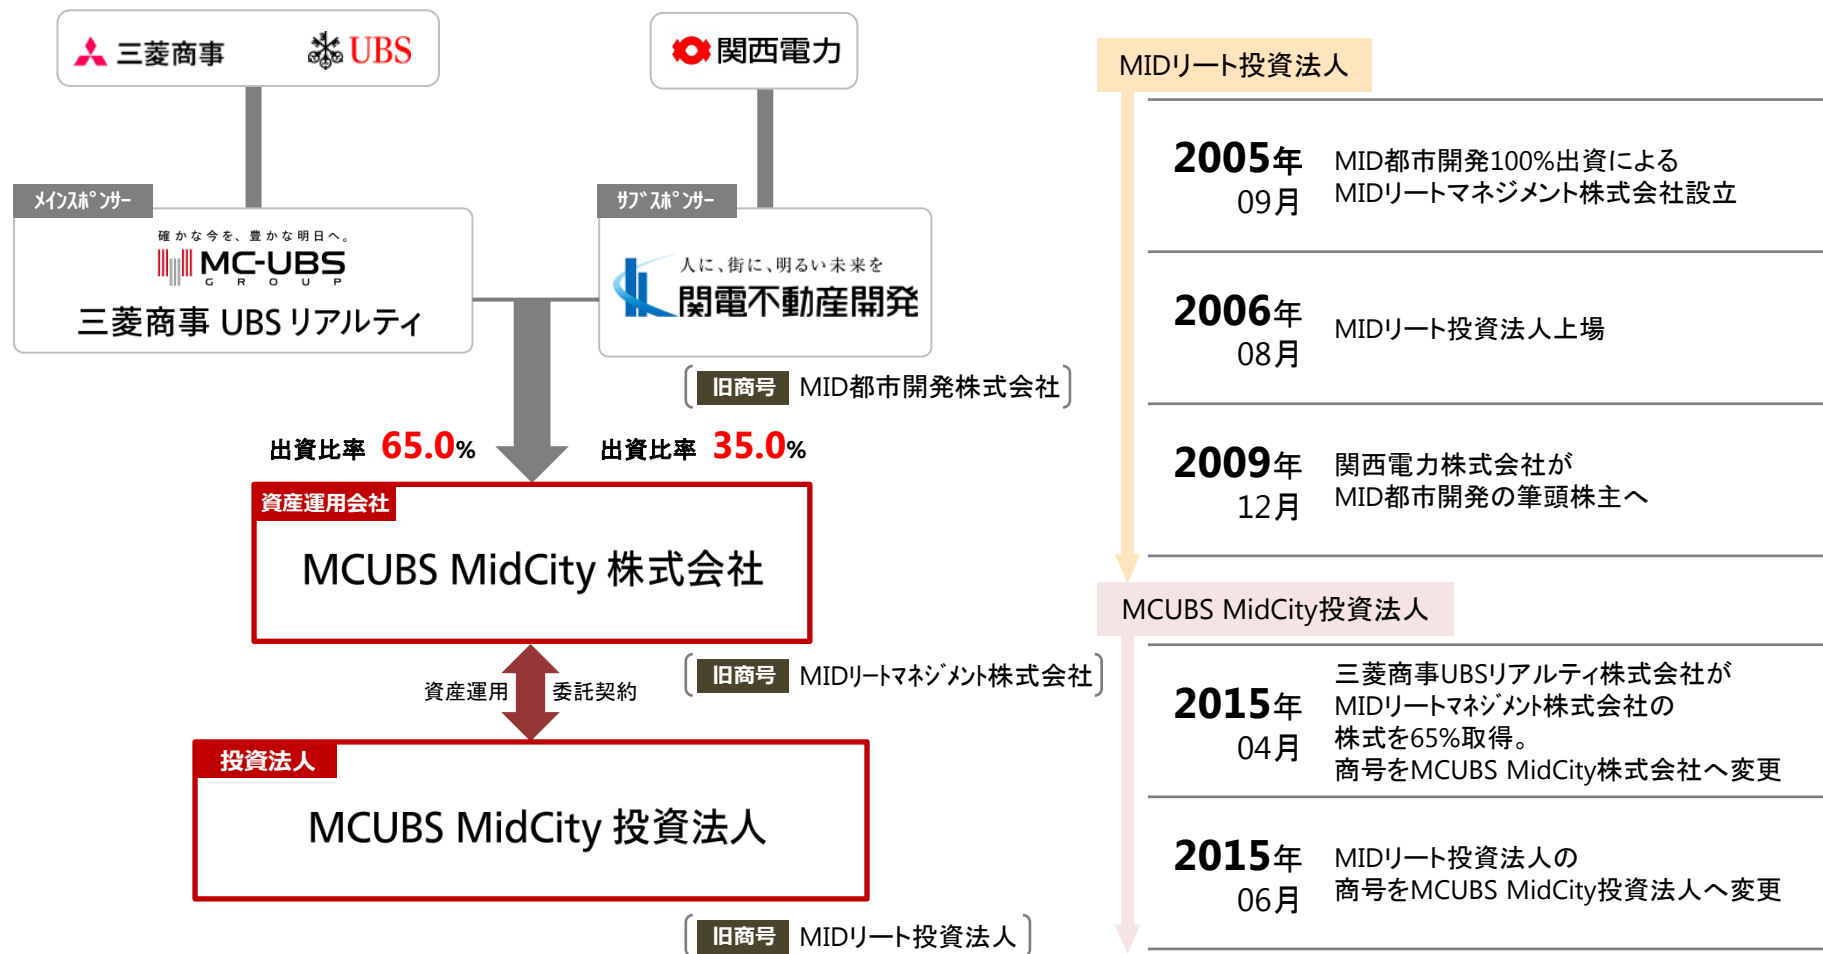 三菱商事
UBS
関西電力
メインスポンサー
確かな今を、豊かな明日へ。
MC-UBS
GROUP
三菱商事 UBS リアルティ
サブスポンサー
人に、街に、明るい未来を
関電不動産開発
旧商号 MID都市開発株式会社
出資比率 65.0%
出資比率 35.0%
資産運用会社
MCUBS MidCity 株式会社
旧商号 MIDリートマネジメント株式会社
資産運用 委託契約
投資法人
MCUBS MidCity 投資法人
旧商号 MIDリート投資法人
MIDリート投資法人
2005年
09月
MID都市開発100%出資による
MIDリートマネジメント株式会社設立
2006年
08月
MIDリート投資法人上場
2009年
12月
関西電力株式会社が
MID都市開発の筆頭株主へ
MCUBS MidCity投資法人
2015年
04月
三菱商事UBSリアルティ株式会社が
MIDリートマネジメント株式会社の
株式を65%取得。
商号をMCUBS MidCity株式会社へ変更
2015年
06月
MIDリート投資法人の
商号をMCUBS MidCity投資法人へ変更